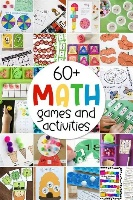 60+
MATH
games and
activities